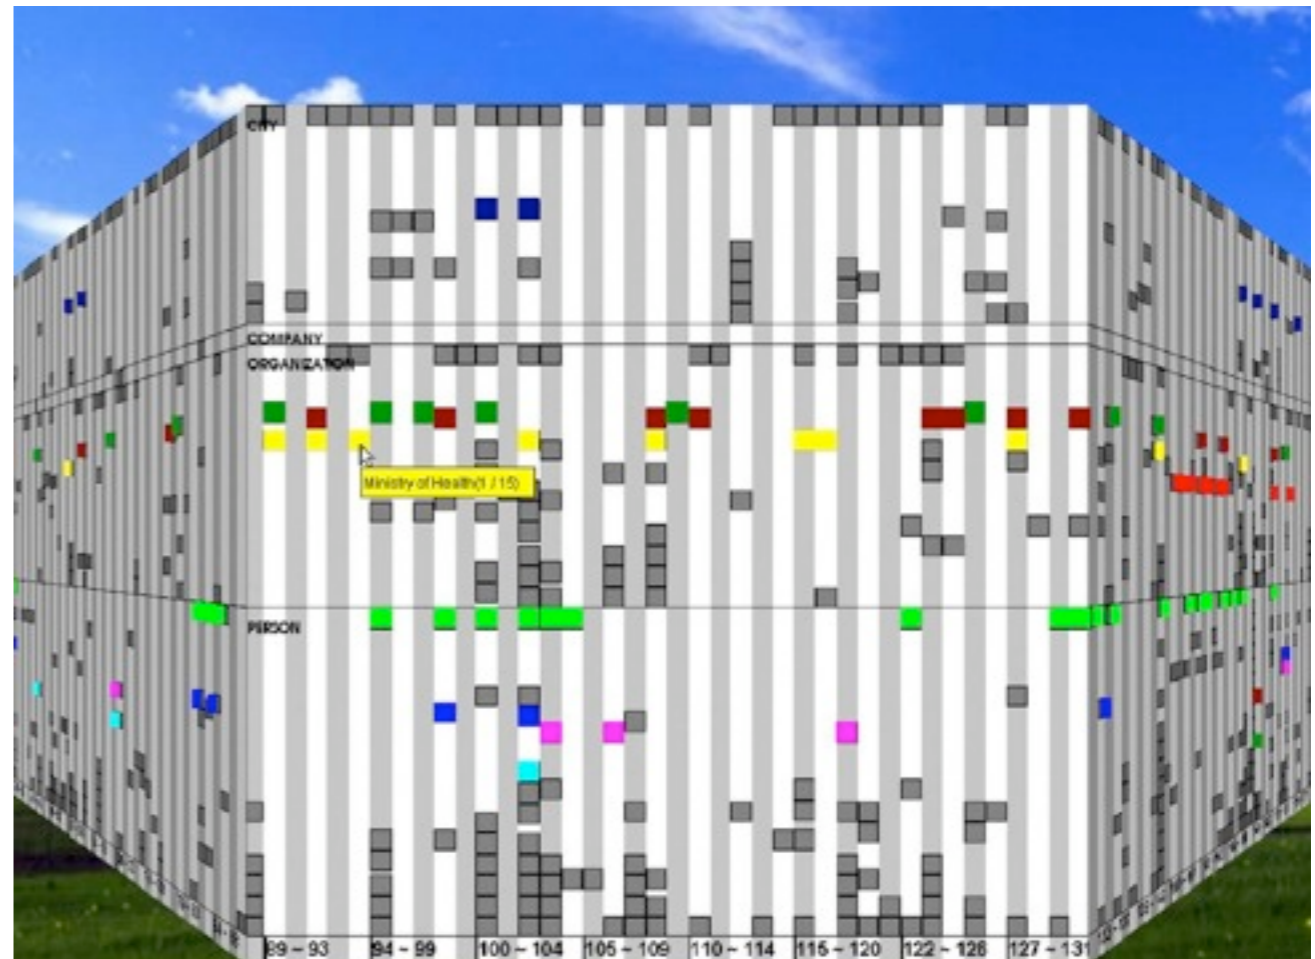 CITY
COMPANY
ORGANIZATION
Ministry of Health(1 / 15)
PERSON
89 ~ 93 94 ~ 99 100 ~ 104 105 ~ 109 110 ~ 114 115 ~ 120 122 ~ 126 127 ~ 131